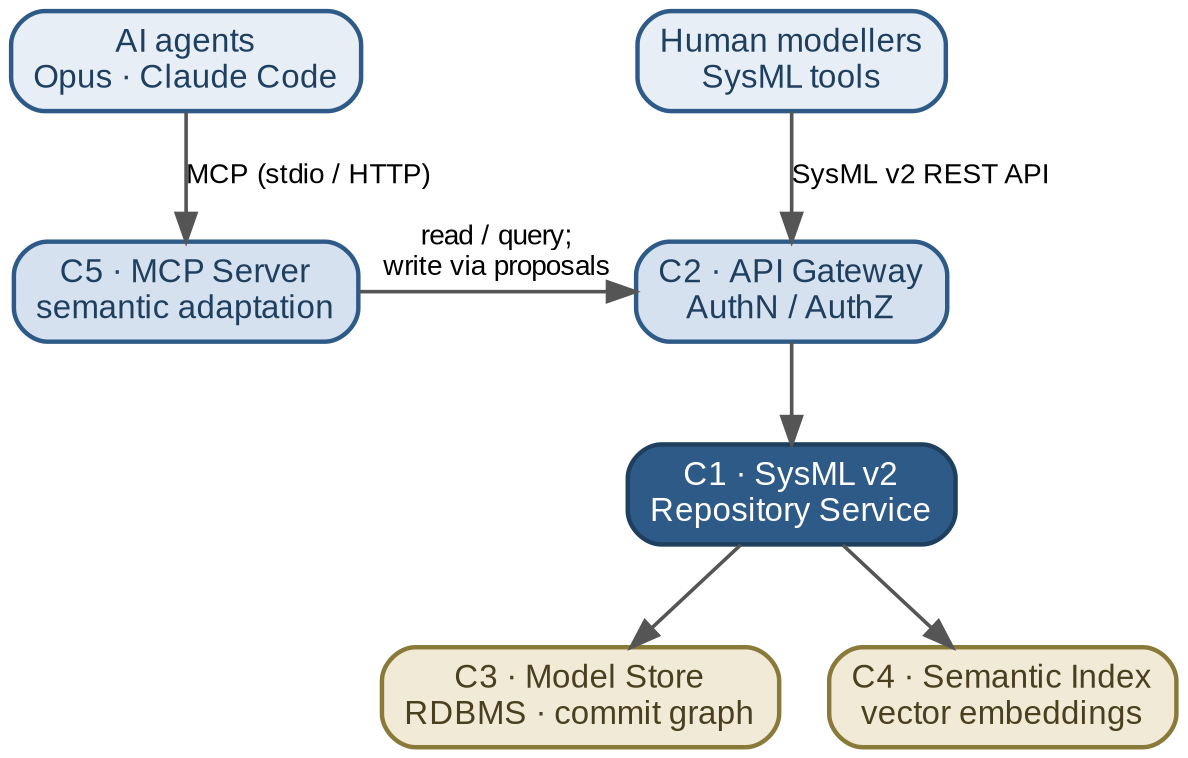 AI agents
Opus · Claude Code
Human modellers
SysML tools
MCP (stdio / HTTP)
SysML v2 REST API
C5 · MCP Server
semantic adaptation
read / query;
write via proposals
C2 · API Gateway
AuthN / AuthZ
C1 · SysML v2
Repository Service
C3 · Model Store
RDBMS · commit graph
C4 · Semantic Index
vector embeddings